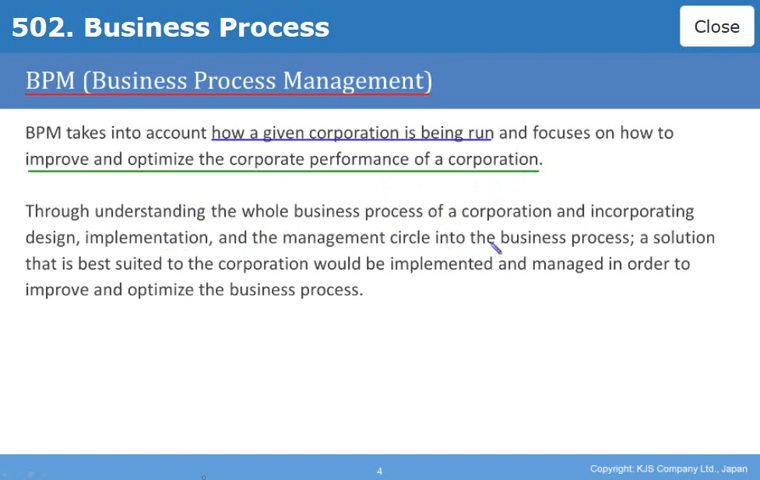 502. Business Process
Close
BPM (Business Process Management)
BPM takes into account how a given corporation is being run and focuses on how to
improve and optimize the corporate performance of a corporation.
Through understanding the whole business process of a corporation and incorporating
design, implementation, and the management circle into the business process; a solution
that is best suited to the corporation would be implemented and managed in order to
improve and optimize the business process.
4
Copyright: KJS Company Ltd., Japan